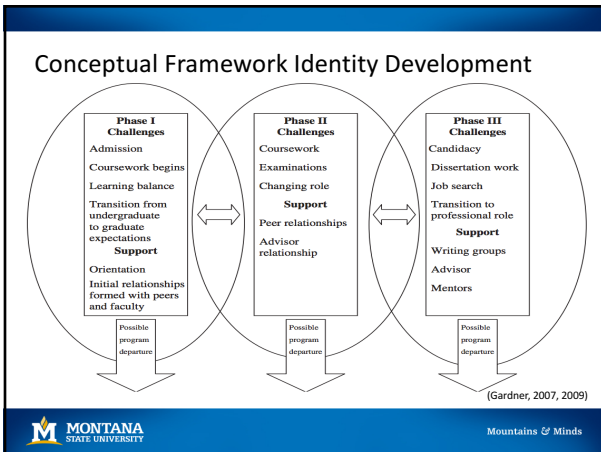 Conceptual Framework Identity Development
Phase I
Challenges
Admission
Coursework begins
Learning balance
Transition from
undergraduate
to graduate
expectations
Support
Orientation
Initial relationships
formed with peers
and faculty
Possible
program
departure
Phase II
Challenges
Coursework
Examinations
Changing role
Support
Peer relationships
Advisor
relationship
Possible
program
departure
Phase III
Challenges
Candidacy
Dissertation work
Job search
Transition to
professional role
Support
Writing groups
Advisor
Mentors
Possible
program
departure
(Gardner, 2007, 2009)
M MONTANA
STATE UNIVERSITY
Mountains & Minds